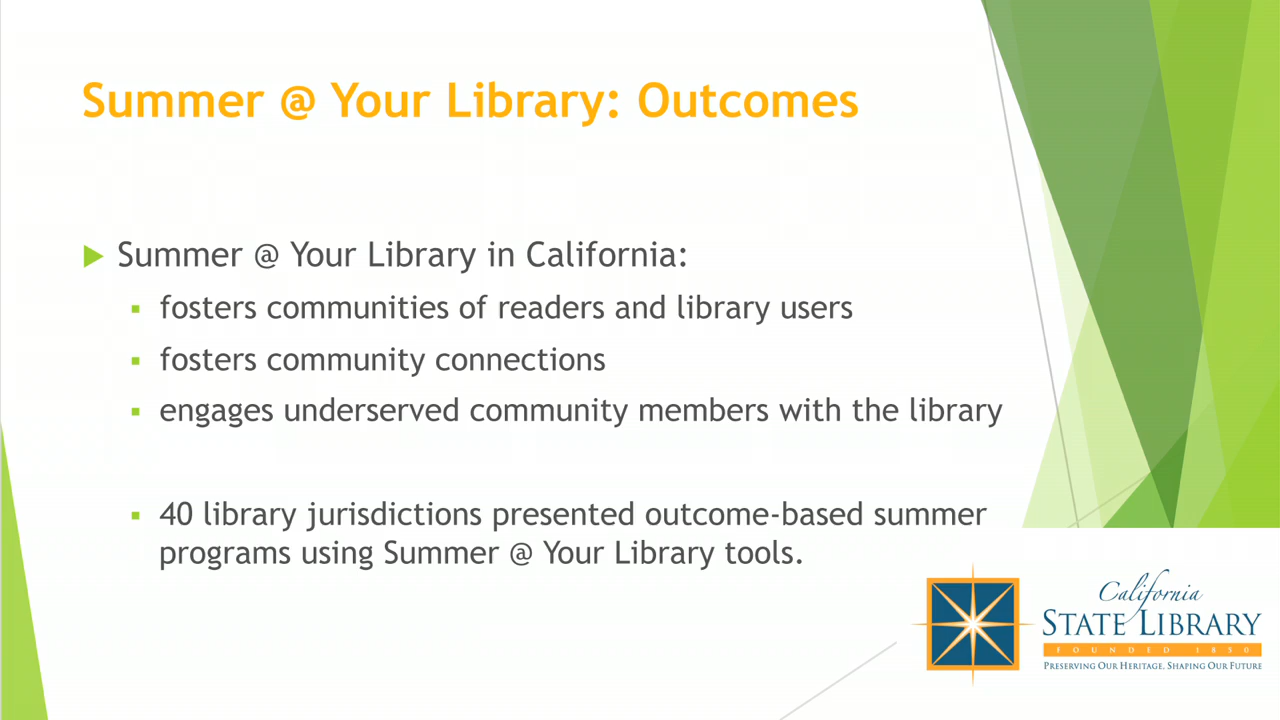 Summer @ Your Library: Outcomes
Summer @ Your Library in California:
fosters communities of readers and library users
fosters community connections
engages underserved community members with the library
40 library jurisdictions presented outcome-based summer
programs using Summer @ Your Library tools.
California
STATE LIBRARY
FOUNDED 1850
PRESERVING OUR HERITAGE, SHAPING OUR FUTURE